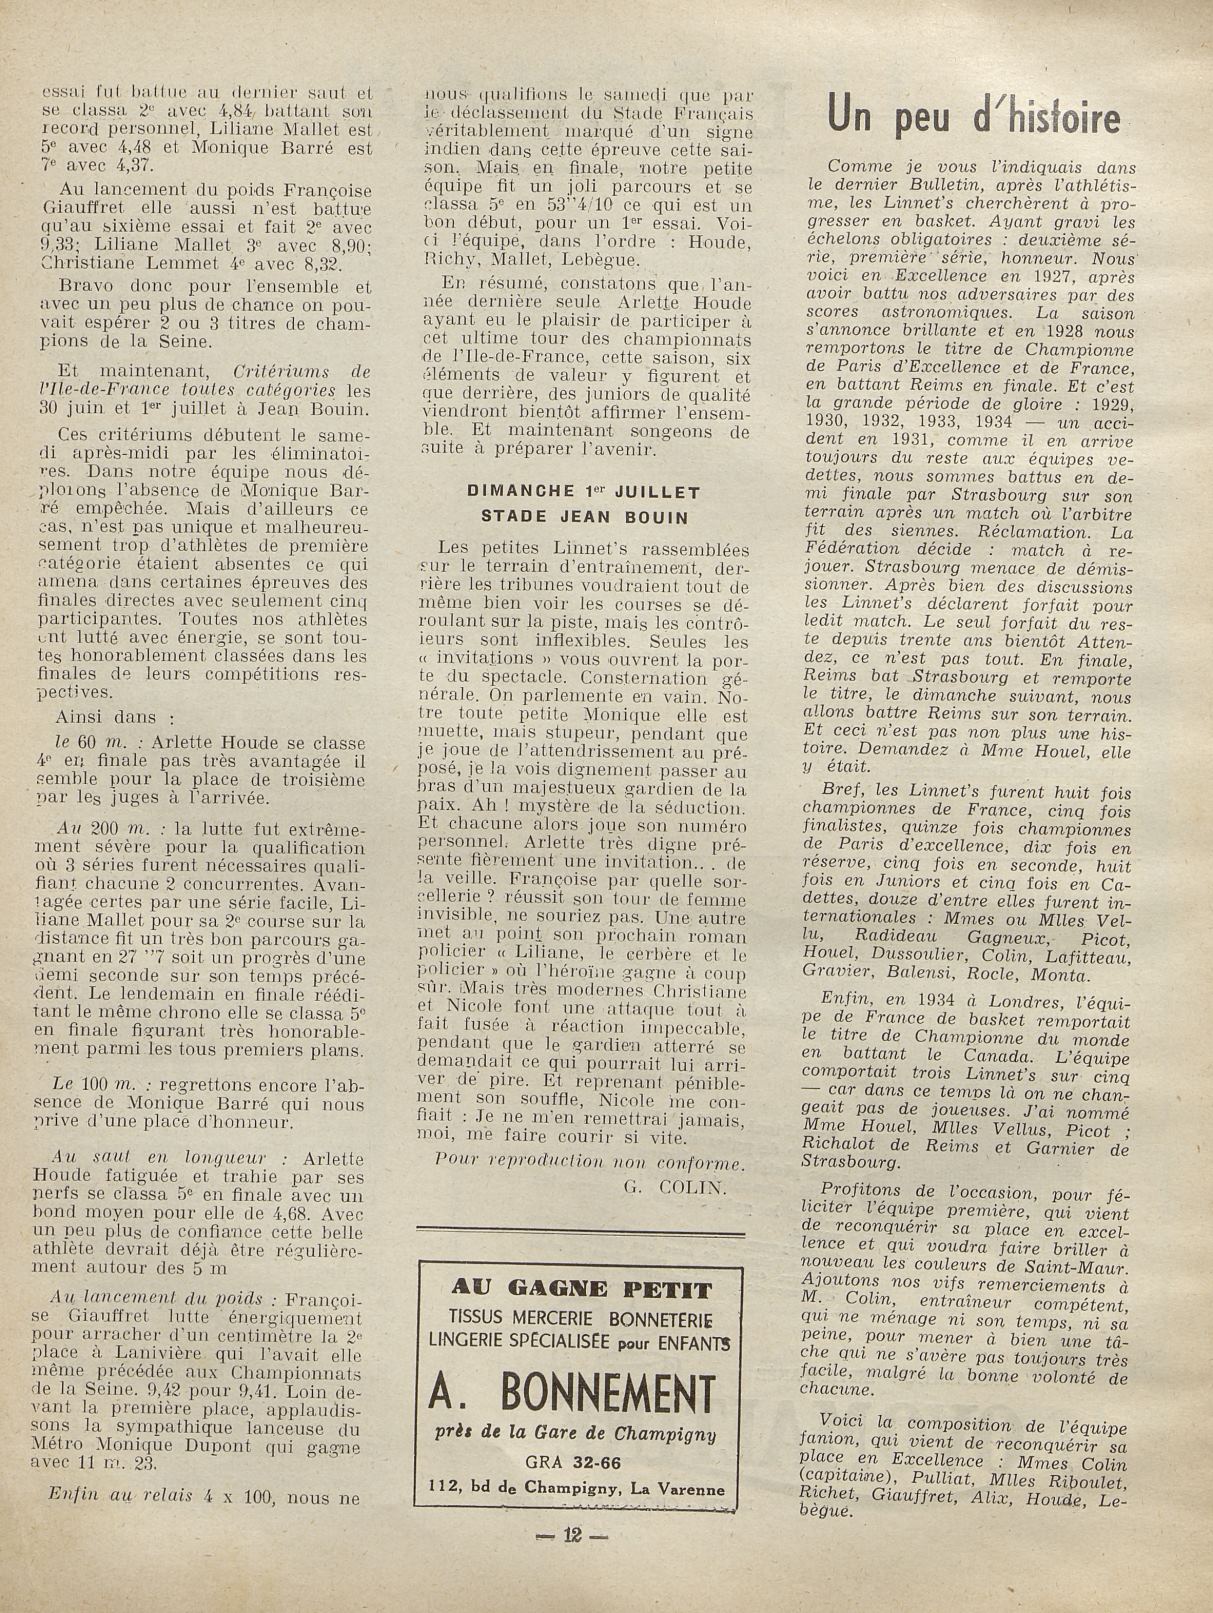 essai fut battue au dernier saut et
se classa 2e avec 4,84, battant son
record personnel, Liliane Mallet est
5e avec 4,48 et Monique Barré est
7e avec 4,37.
Au lancement du poids Françoise
Giauffret elle aussi n'est battue
qu'au sixième essai et fait 2e avec
9,33; Liliane Mallet 3e avec 8,90;
Christiane Lemmet 4e avec 8,32.
Bravo donc pour l'ensemble et
avec un peu plus de chance on pou-
vait espérer 2 ou 3 titres de cham-
pions de la Seine.
Et maintenant, Critériums de
l'Ile-de-France toutes catégories les
30 juin et 1er juillet à Jean Bouin.
Ces critériums débutent le same-
di après-midi par les éliminatoi-
res. Dans notre équipe nous dé-
plorons l'absence de Monique Bar-
ré empêchée. Mais d'ailleurs ce
cas, n'est pas unique et malheureu-
sement trop d'athlètes de première
catégorie étaient absentes ce qui
amena dans certaines épreuves des
finales directes avec seulement cinq
participantes. Toutes nos athlètes
ont lutté avec énergie, se sont tou-
tes honorablement classées dans les
finales de leurs compétitions res-
pectives.
Ainsi dans :
le 60 m. : Arlette Houde se classe
4e en finale pas très avantagée il
semble pour la place de troisième
par les juges à l'arrivée.
Au 200 m. : la lutte fut extrême-
ment sévère pour la qualification
où 3 séries furent nécessaires quali-
fiant chacune 2 concurrentes. Avan-
tagée certes par une série facile, Li-
liane Mallet pour sa 2e course sur la
distance fit un très bon parcours ga-
gnant en 27 "7 soit un progrès d'une
demi seconde sur son temps précé-
dent. Le lendemain en finale réédi-
tant le même chrono elle se classa 5e
en finale figurant très honorable-
ment parmi les tous premiers plans.
Le 100 m. : regrettons encore l'ab-
sence de Monique Barré qui nous
prive d'une place d'honneur.
Au saut en longueur : Arlette
Houde fatiguée et trahie par ses
nerfs se classa 5e en finale avec un
bond moyen pour elle de 4,68. Avec
un peu plus de confiance cette belle
athlète devrait déjà être régulière-
ment autour des 5 m
Au lancement du poids : Françoi-
se Giauffret lutte énergiquement
pour arracher d'un centimètre la 2e
place à Lanivière qui l'avait elle
même précédée aux Championnats
de la Seine. 9,42 pour 9,41. Loin de-
vant la première place, applaudis-
sons la sympathique lanceuse du
Métro Monique Dupont qui gagne
avec 11 m. 23.
Enfin au relais 4 x 100, nous ne
nous qualifions le samedi que par
le déclassement du Stade Français
véritablement marqué d'un signe
indien dans cette épreuve cette sai-
son. Mais en finale, notre petite
équipe fit un joli parcours et se
classa 5e en 53"4/10 ce qui est un
bon début, pour un 1er essai. Voi-
ci l'équipe, dans l'ordre : Houde,
Richy, Mallet, Lebègue.
En résumé, constatons que l'an-
née dernière seule Arlette Houde
ayant eu le plaisir de participer à
cet ultime tour des championnats
de l'Ile-de-France, cette saison, six
éléments de valeur y figurent et
que derrière, des juniors de qualité
viendront bientôt affirmer l'ensem-
ble. Et maintenant songeons de
suite à préparer l'avenir.
DIMANCHE 1er JUILLET
STADE JEAN BOUIN
Les petites Linnet's rassemblées
sur le terrain d'entraînement, der-
rière les tribunes voudraient tout de
même bien voir les courses se dé-
roulant sur la piste, mais les contrô-
leurs sont inflexibles. Seules les
« invitations » vous ouvrent la por-
te du spectacle. Consternation gé-
nérale. On parlemente en vain. No-
tre toute petite Monique elle est
muette, mais stupeur, pendant que
je joue de l'attendrissement au pré-
posé, je la vois dignement passer au
bras d'un majestueux gardien de la
paix. Ah ! mystère de la séduction.
Et chacune alors joue son numéro
personnel. Arlette très digne pré-
sente fièrement une invitation... de
la veille. Françoise par quelle sor-
cellerie ? réussit son tour de femme
invisible, ne souriez pas. Une autre
met au point son prochain roman
policier « Liliane, le cerbère et le
policier » où l'héroïne gagne à coup
sûr. Mais très modernes Christiane
et Nicole font une attaque tout à
fait fusée à réaction impeccable,
pendant que le gardien atterré se
demandait ce qui pourrait lui arri-
ver de pire. Et reprenant pénible-
ment son souffle, Nicole me con-
fiait : Je ne m'en remettrai jamais,
moi, me faire courir si vite.
Pour reproduction non conforme.
G. COLIN.
AU GAGNE PETIT
TISSUS MERCERIE BONNETERIE
LINGERIE SPÉCIALISÉE pour ENFANTS
A. BONNEMENT
près de la Gare de Champigny
GRA 32-66
112, bd de Champigny, La Varenne
Un peu d'histoire
Comme je vous l'indiquais dans
le dernier Bulletin, après l'athlétis-
me, les Linnet's cherchèrent à pro-
gresser en basket. Ayant gravi les
échelons obligatoires : deuxième sé-
rie, première série, honneur. Nous
voici en Excellence en 1927, après
avoir battu nos adversaires par des
scores astronomiques. La saison
s'annonce brillante et en 1928 nous
remportons le titre de Championne
de Paris d'Excellence et de France,
en battant Reims en finale. Et c'est
la grande période de gloire : 1929,
1930, 1932, 1933, 1934 — un acci-
dent en 1931, comme il en arrive
toujours du reste aux équipes ve-
dettes, nous sommes battus en de-
mi finale par Strasbourg sur son
terrain après un match où l'arbitre
fit des siennes. Réclamation. La
Fédération décide : match à re-
jouer. Strasbourg menace de démis-
sionner. Après bien des discussions
les Linnet's déclarent forfait pour
ledit match. Le seul forfait du res-
te depuis trente ans bientôt Atten-
dez, ce n'est pas tout. En finale,
Reims bat Strasbourg et remporte
le titre, le dimanche suivant, nous
allons battre Reims sur son terrain.
Et ceci n'est pas non plus une his-
toire. Demandez à Mme Houel, elle
y était.
Bref, les Linnet's furent huit fois
championnes de France, cinq fois
finalistes, quinze fois championnes
de Paris d'excellence, dix fois en
réserve, cinq fois en seconde, huit
fois en Juniors et cinq fois en Ca-
dettes, douze d'entre elles furent in-
ternationales : Mmes ou Mlles Vel-
lu, Radideau Gagneux, Picot,
Houel, Dussoulier, Colin, Lafitteau,
Gravier, Balensi, Rocle, Monta.
Enfin, en 1934 à Londres, l'équi-
pe de France de basket remportait
le titre de Championne du monde
en battant le Canada. L'équipe
comportait trois Linnet's sur cinq
— car dans ce temps là on ne chan-
geait pas de joueuses. J'ai nommé
Mme Houel, Mlles Vellus, Picot ;
Richalot de Reims et Garnier de
Strasbourg.
Profitons de l'occasion, pour fé-
liciter l'équipe première, qui vient
de reconquérir sa place en excel-
lence et qui voudra faire briller à
nouveau les couleurs de Saint-Maur.
Ajoutons nos vifs remerciements à
M. Colin, entraîneur compétent,
qui ne ménage ni son temps, ni sa
peine, pour mener à bien une tâ-
che qui ne s'avère pas toujours très
facile, malgré la bonne volonté de
chacune.
Voici la composition de l'équipe
fanion, qui vient de reconquérir sa
place en Excellence : Mmes Colin
(capitaine), Pulliat, Mlles Riboulet,
Richet, Giauffret, Alix, Houde, Le-
bègue.
— 12 —